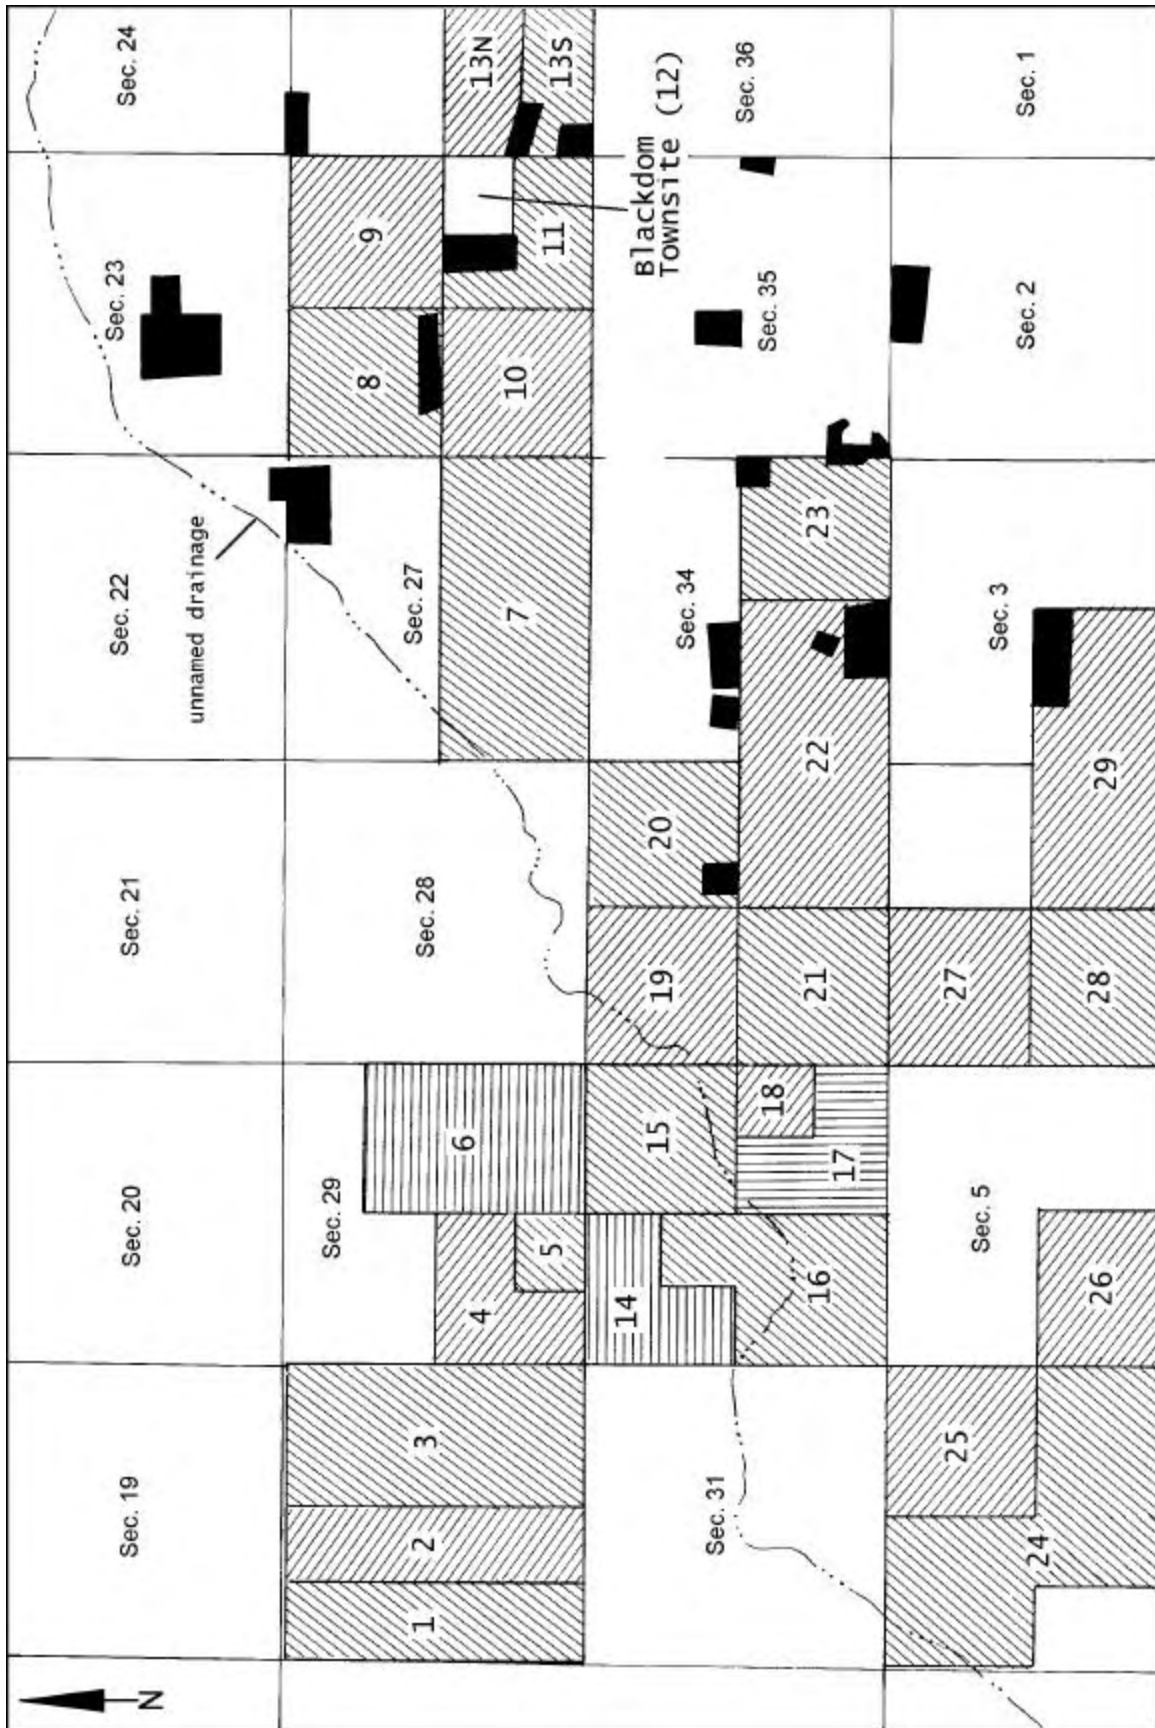 Sec. 19
Sec. 20
Sec. 21
Sec. 22
Sec. 23
Sec. 24
unnamed drainage
1
2
3
4
5
Sec. 29
6
Sec. 28
Sec. 27
7
8
9
10
11
13N
13S
Blackdom
Townsite (12)
Sec. 31
14
15
16
17
18
19
20
21
22
23
Sec. 34
Sec. 35
Sec. 36
24
25
26
Sec. 5
27
28
29
Sec. 3
Sec. 2
Sec. 1
N